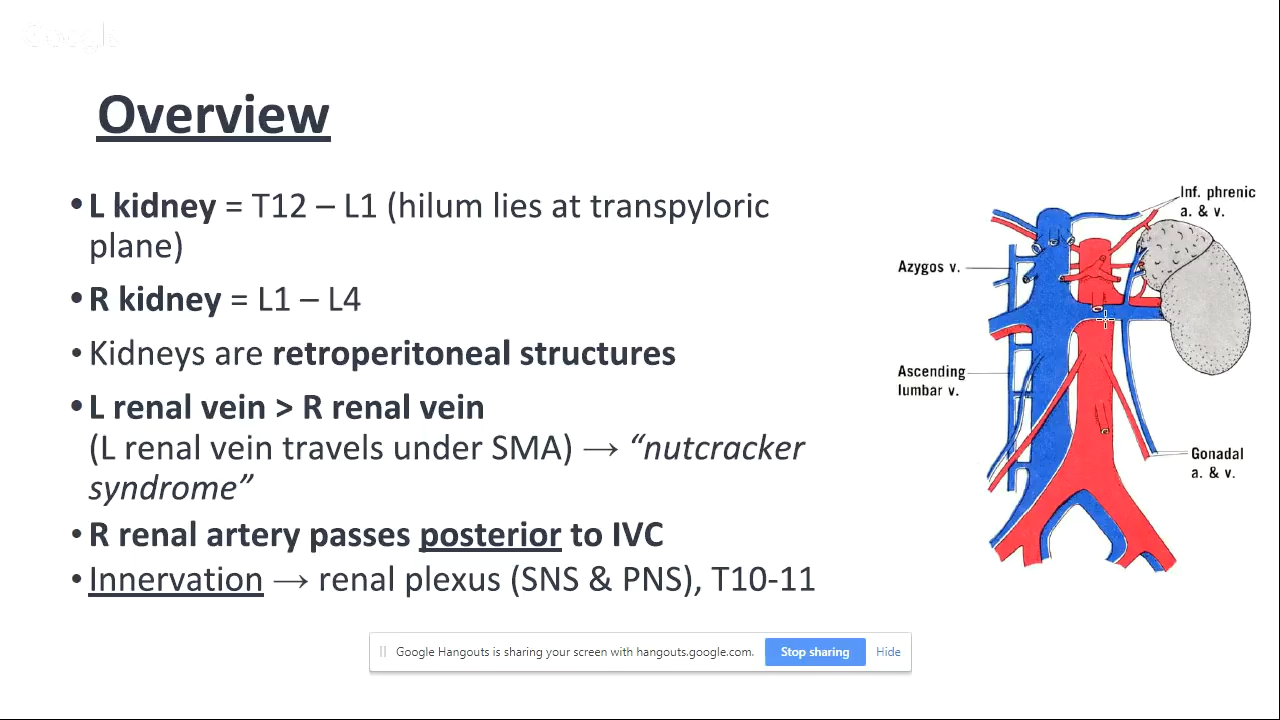 Google
Overview
• L kidney = T12 – L1 (hilum lies at transpyloric
plane)
• R kidney = L1 – L4
• Kidneys are retroperitoneal structures
• L renal vein > R renal vein
(L renal vein travels under SMA) → “nutcracker
syndrome”
• R renal artery passes posterior to IVC
• Innervation → renal plexus (SNS & PNS), T10-11
Inf. phrenic
a. & v.
Azygos v.
Ascending
lumbar v.
Gonadal
a. & v.
Google Hangouts is sharing your screen with hangouts.google.com. Stop sharing Hide